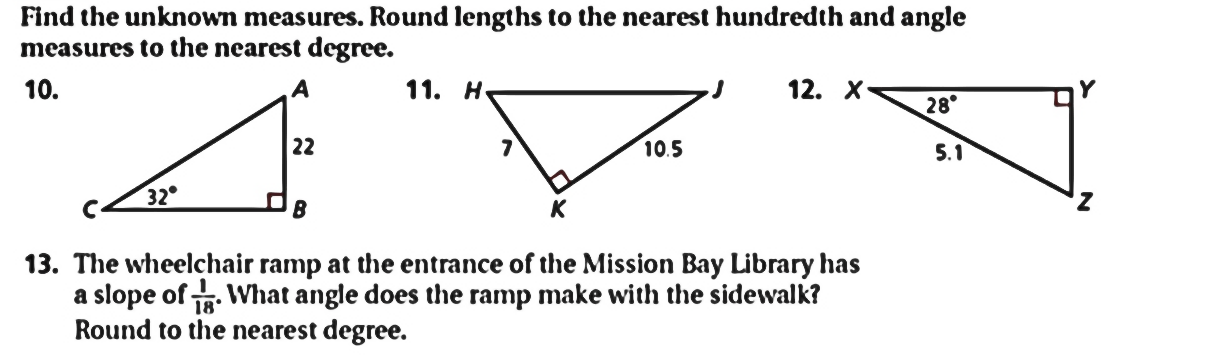 Find the unknown measures. Round lengths to the nearest hundredth and angle
measures to the nearest degree.
10. A 22 32° C B
11. H J 7 10.5 K
12. X Y 28° 5.1 Z
13. The wheelchair ramp at the entrance of the Mission Bay Library has
a slope of 1/18. What angle does the ramp make with the sidewalk?
Round to the nearest degree.